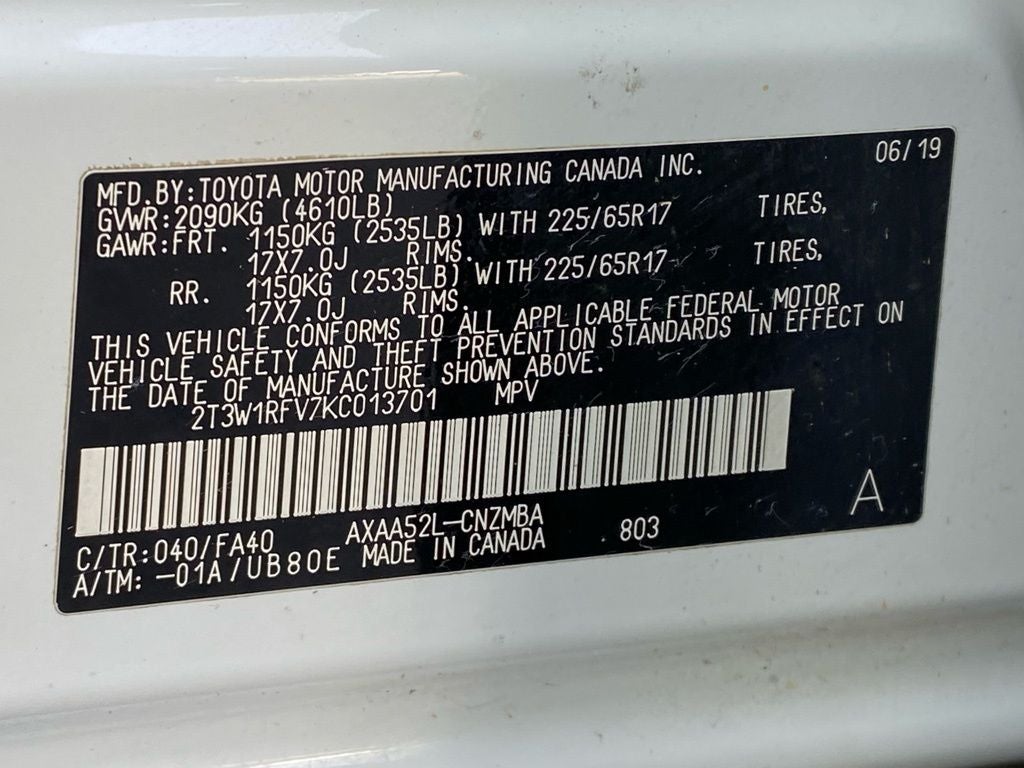 06/19
MFD.BY:TOYOTA MOTOR MANUFACTURING CANADA INC.
GVWR:2090KG (4610LB)
GAWR:FRT. 1150KG (2535LB) WITH 225/65R17 TIRES,
17X7.0J RIMS.
RR. 1150KG (2535LB) WITH 225/65R17 TIRES,
17X7.0J RIMS.
THIS VEHICLE CONFORMS TO ALL APPLICABLE FEDERAL MOTOR
VEHICLE SAFETY AND THEFT PREVENTION STANDARDS IN EFFECT ON
THE DATE OF MANUFACTURE SHOWN ABOVE.
2T3W1RFV7KC013701 MPV
A
C/TR:040/FA40 AXAA52L-CNZMBA 803
A/TM: -01A/UB80E MADE IN CANADA